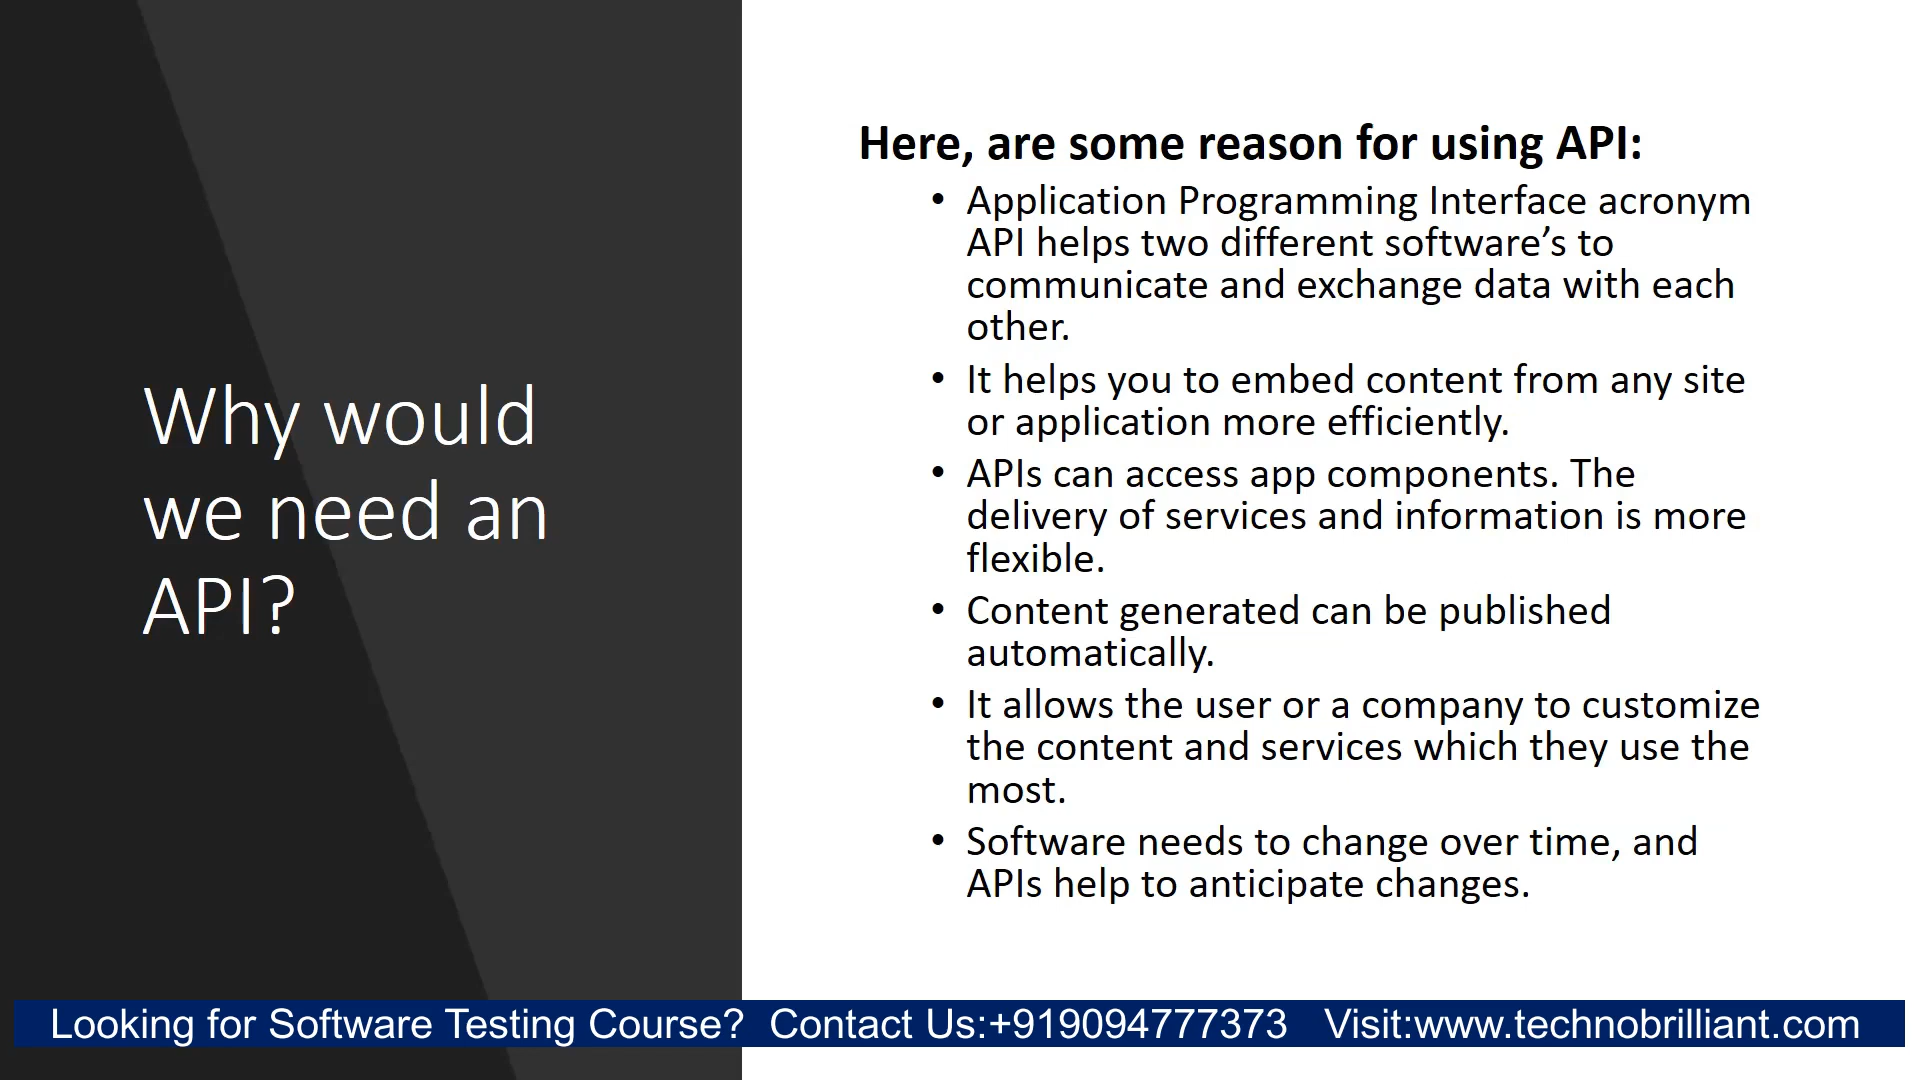 Why would
we need an
API?
Here, are some reason for using API:
• Application Programming Interface acronym
API helps two different software’s to
communicate and exchange data with each
other.
• It helps you to embed content from any site
or application more efficiently.
• APIs can access app components. The
delivery of services and information is more
flexible.
• Content generated can be published
automatically.
• It allows the user or a company to customize
the content and services which they use the
most.
• Software needs to change over time, and
APIs help to anticipate changes.
Looking for Software Testing Course? Contact Us:+919094777373 Visit:www.technobrilliant.com